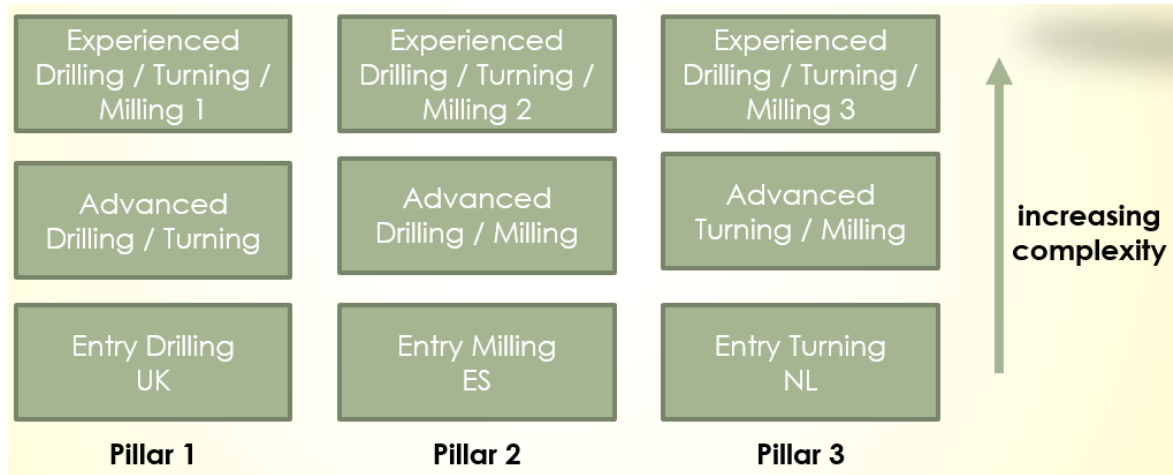 Experienced
Drilling / Turning /
Milling 1
Experienced
Drilling / Turning /
Milling 2
Experienced
Drilling / Turning /
Milling 3
Advanced
Drilling / Turning
Advanced
Drilling / Milling
Advanced
Turning / Milling
increasing
complexity
Entry Drilling
UK
Entry Milling
ES
Entry Turning
NL
Pillar 1
Pillar 2
Pillar 3